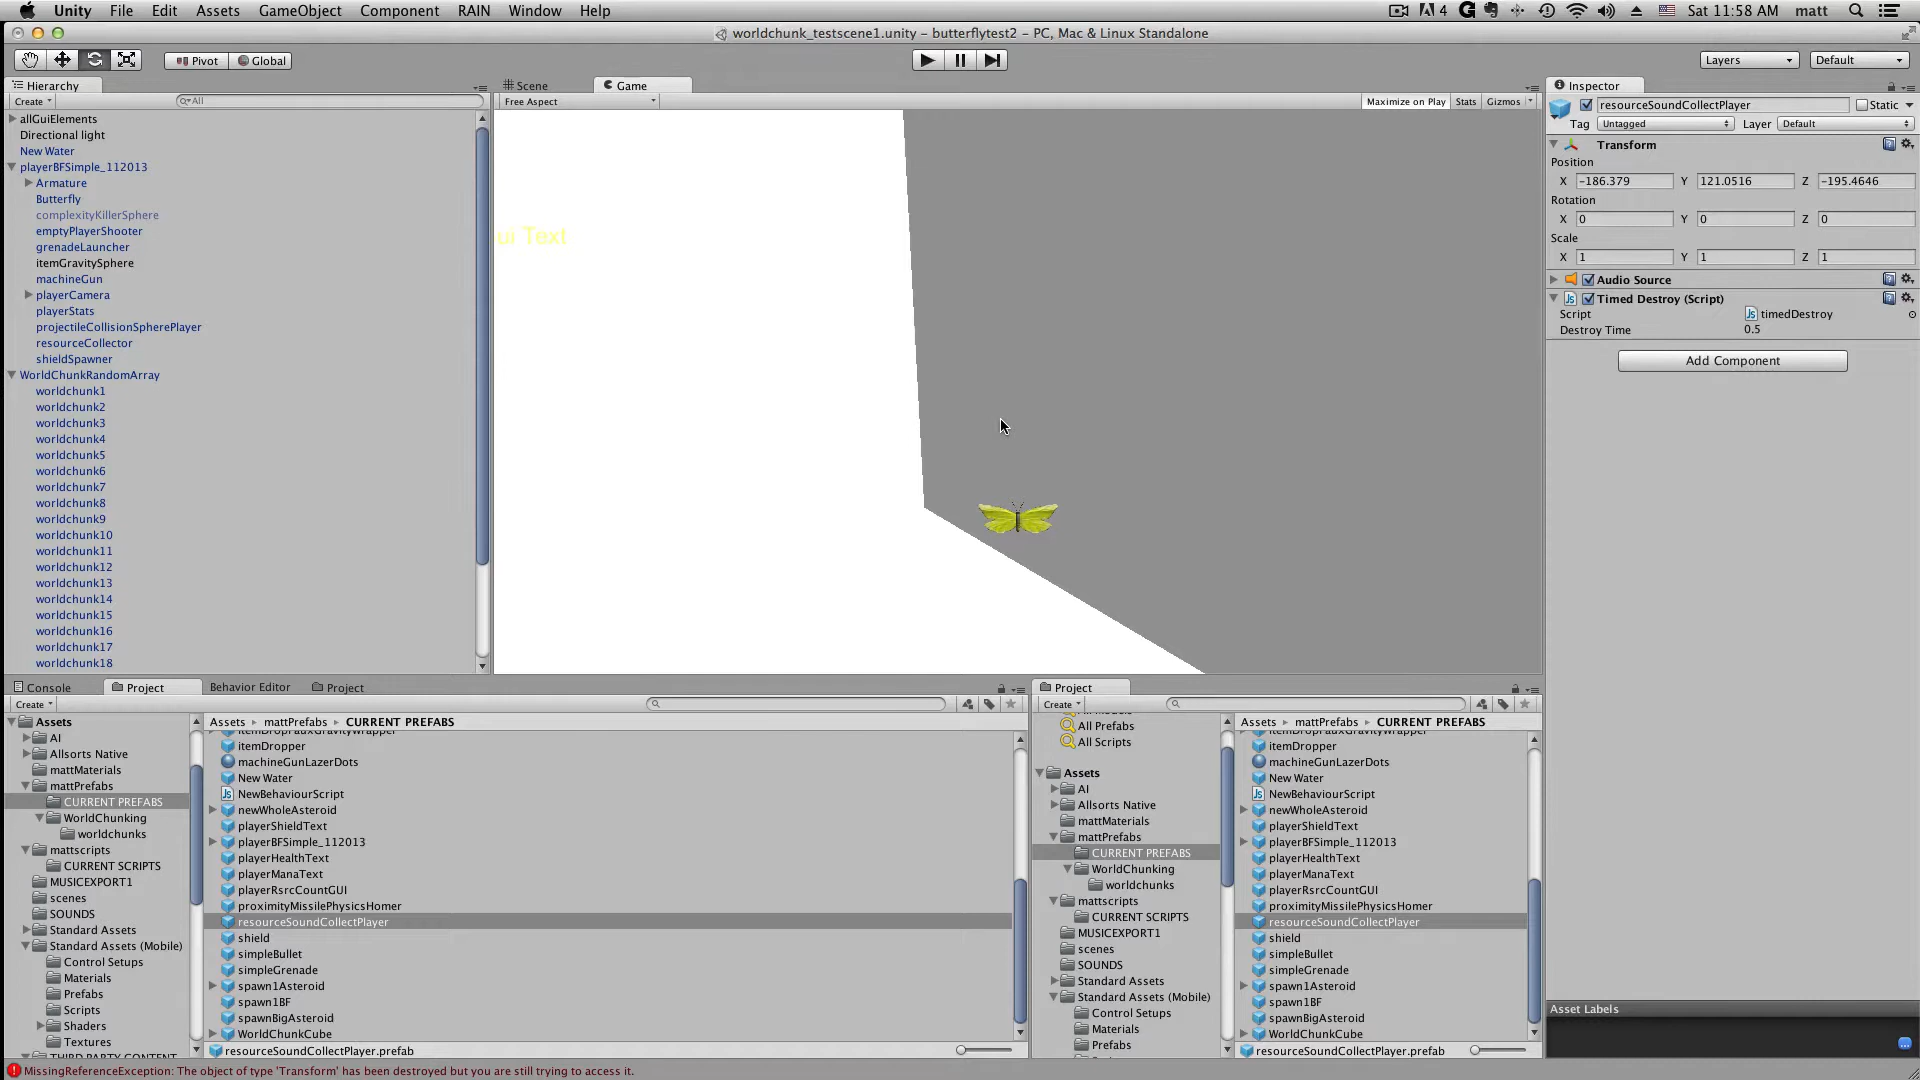 Unity File Edit Assets GameObject Component RAIN Window Help
4 Sat 11:58 AM matt
worldchunk_testscene1.unity – butterflytest2 – PC, Mac & Linux Standalone
Pivot Global
Layers Default
Hierarchy
Create All
allGuiElements
Directional light
New Water
playerBFSimple_112013
Armature
Butterfly
complexityKillerSphere
emptyPlayerShooter
grenadeLauncher
itemGravitySphere
machineGun
playerCamera
playerStats
projectileCollisionSpherePlayer
resourceCollector
shieldSpawner
WorldChunkRandomArray
worldchunk1
worldchunk2
worldchunk3
worldchunk4
worldchunk5
worldchunk6
worldchunk7
worldchunk8
worldchunk9
worldchunk10
worldchunk11
worldchunk12
worldchunk13
worldchunk14
worldchunk15
worldchunk16
worldchunk17
worldchunk18
Scene Game
Free Aspect Maximize on Play Stats Gizmos
ui Text
Inspector
resourceSoundCollectPlayer Static
Tag Untagged Layer Default
Transform
Position
X -186.379 Y 121.0516 Z -195.4646
Rotation
X 0 Y 0 Z 0
Scale
X 1 Y 1 Z 1
Audio Source
Timed Destroy (Script)
Script timedDestroy
Destroy Time 0.5
Add Component
Asset Labels
Console Project Behavior Editor Project
Create
Assets
AI
Allsorts Native
mattMaterials
mattPrefabs
CURRENT PREFABS
WorldChunking
worldchunks
mattscripts
CURRENT SCRIPTS
MUSICEXPORT1
scenes
SOUNDS
Standard Assets
Standard Assets (Mobile)
Control Setups
Materials
Prefabs
Scripts
Shaders
Textures
THIRD PARTY CONTENT
Assets mattPrefabs CURRENT PREFABS
itemDropFauxGravityWrapper
itemDropper
machineGunLazerDots
New Water
NewBehaviourScript
newWholeAsteroid
playerShieldText
playerBFSimple_112013
playerHealthText
playerManaText
playerRsrcCountGUI
proximityMissilePhysicsHomer
resourceSoundCollectPlayer
shield
simpleBullet
simpleGrenade
spawn1Asteroid
spawn1BF
spawnBigAsteroid
WorldChunkCube
resourceSoundCollectPlayer.prefab
Project
Create
All Prefabs
All Scripts
Assets
AI
Allsorts Native
mattMaterials
mattPrefabs
CURRENT PREFABS
WorldChunking
worldchunks
mattscripts
CURRENT SCRIPTS
MUSICEXPORT1
scenes
SOUNDS
Standard Assets
Standard Assets (Mobile)
Control Setups
Materials
Prefabs
Assets mattPrefabs CURRENT PREFABS
itemDropFauxGravityWrapper
itemDropper
machineGunLazerDots
New Water
NewBehaviourScript
newWholeAsteroid
playerShieldText
playerBFSimple_112013
playerHealthText
playerManaText
playerRsrcCountGUI
proximityMissilePhysicsHomer
resourceSoundCollectPlayer
shield
simpleBullet
simpleGrenade
spawn1Asteroid
spawn1BF
spawnBigAsteroid
WorldChunkCube
resourceSoundCollectPlayer.prefab
MissingReferenceException: The object of type 'Transform' has been destroyed but you are still trying to access it.